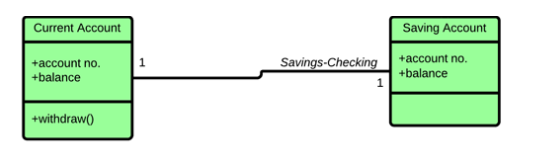 Current Account
+account no.
+balance
+withdraw()
1
Savings-Checking
1
Saving Account
+account no.
+balance